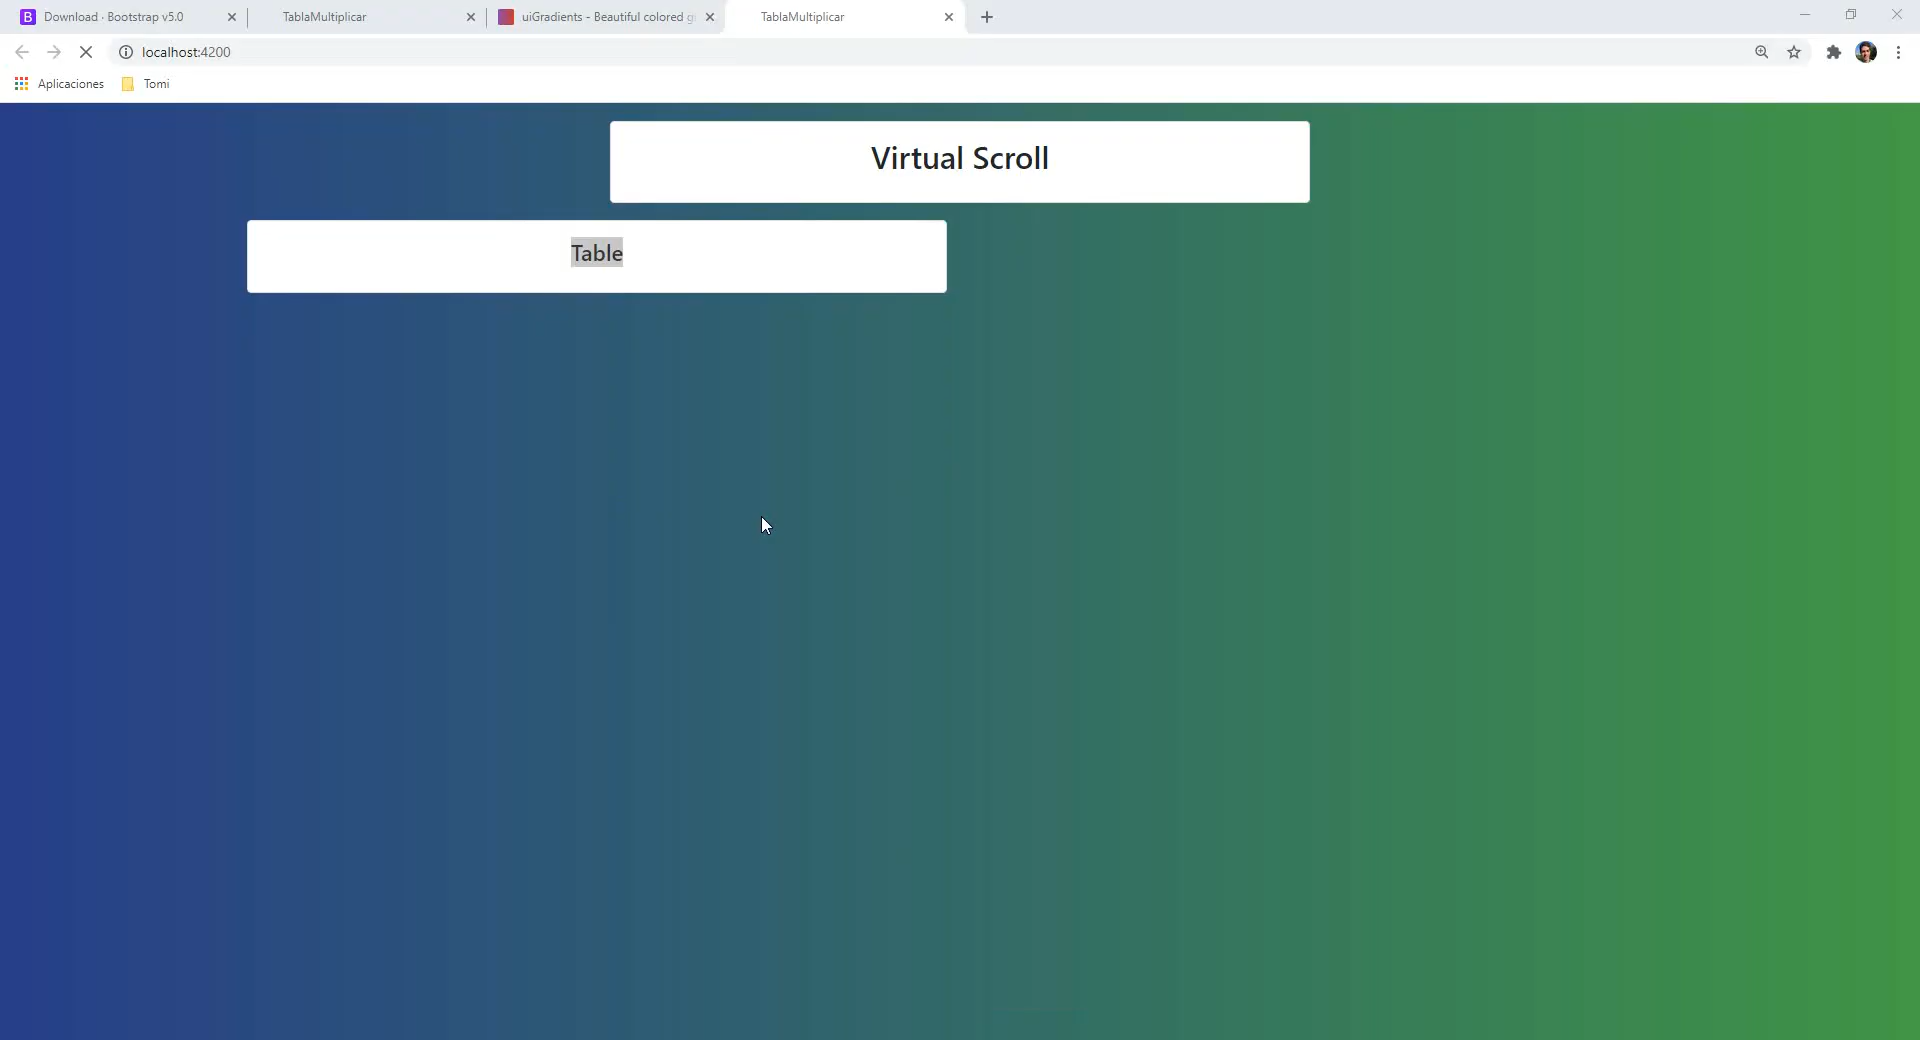 Download · Bootstrap v5.0
TablaMultiplicar
uiGradients - Beautiful colored g
TablaMultiplicar
localhost:4200
Aplicaciones
Tomi
Virtual Scroll
Table